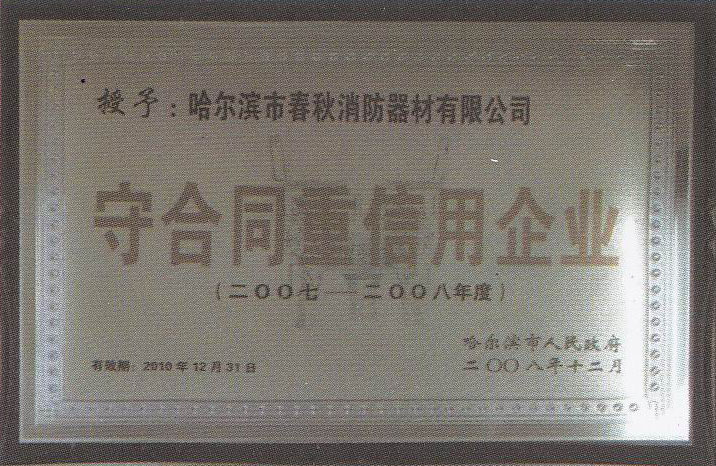 授予：哈尔滨市春秋消防器材有限公司
守合同重信用企业
（二〇〇七——二〇〇八年度）
哈尔滨市人民政府
有效期：2010年12月31日
二〇〇八年十二月